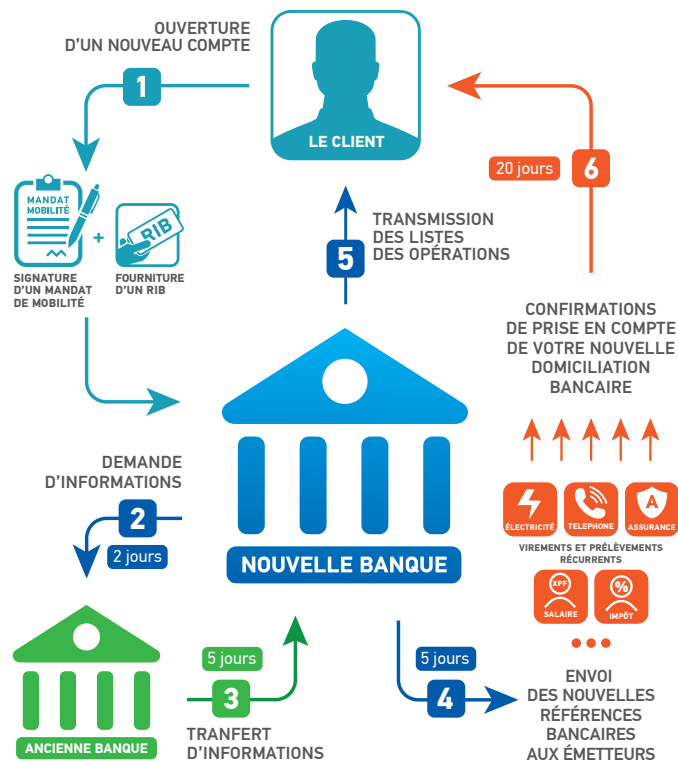 OUVERTURE
D'UN NOUVEAU COMPTE
1
LE CLIENT
MANDAT
MOBILITÉ
+
RIB
SIGNATURE
D'UN MANDAT
DE MOBILITÉ
FOURNITURE
D'UN RIB
20 jours
6
5
TRANSMISSION
DES LISTES
DES OPÉRATIONS
CONFIRMATIONS
DE PRISE EN COMPTE
DE VOTRE NOUVELLE
DOMICILIATION
BANCAIRE
DEMANDE
D'INFORMATIONS
2
2 jours
NOUVELLE BANQUE
ÉLECTRICITÉ
TELEPHONE
A
ASSURANCE
VIREMENTS ET PRÉLÈVEMENTS
RÉCURRENTS
XPF
SALAIRE
%
IMPÔT
ANCIENNE BANQUE
5 jours
3
TRANFERT
D'INFORMATIONS
5 jours
4
ENVOI
DES NOUVELLES
RÉFÉRENCES
BANCAIRES
AUX ÉMETTEURS